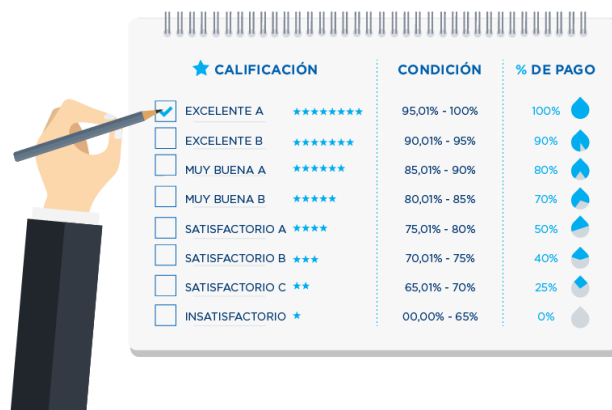 CALIFICACIÓN CONDICIÓN % DE PAGO
EXCELENTE A 95,01% - 100% 100%
EXCELENTE B 90,01% - 95% 90%
MUY BUENA A 85,01% - 90% 80%
MUY BUENA B 80,01% - 85% 70%
SATISFACTORIO A 75,01% - 80% 50%
SATISFACTORIO B 70,01% - 75% 40%
SATISFACTORIO C 65,01% - 70% 25%
INSATISFACTORIO 00,00% - 65% 0%